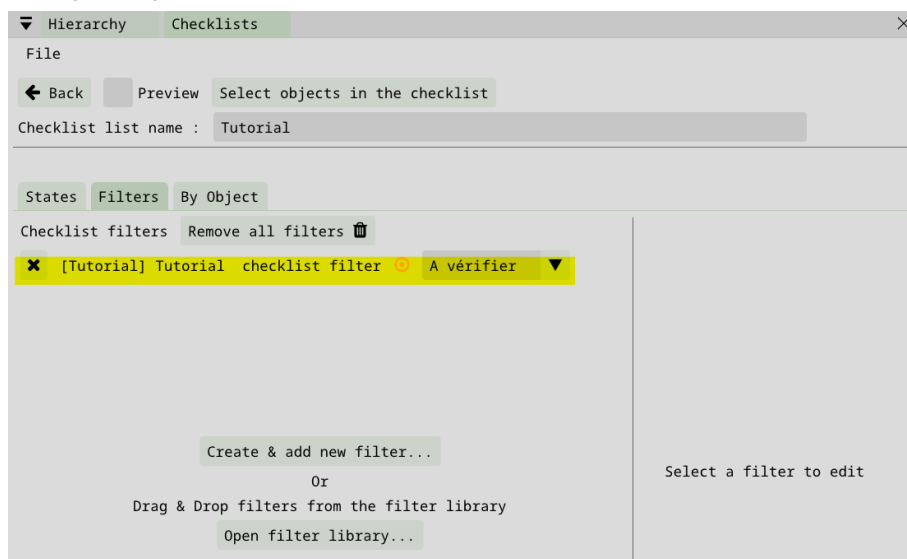 Hierarchy Checklists
File
Back Preview Select objects in the checklist
Checklist list name : Tutorial
States Filters By Object
Checklist filters Remove all filters
[Tutorial] Tutorial checklist filter A vérifier
Create & add new filter...
Or
Drag & Drop filters from the filter library
Open filter library...
Select a filter to edit